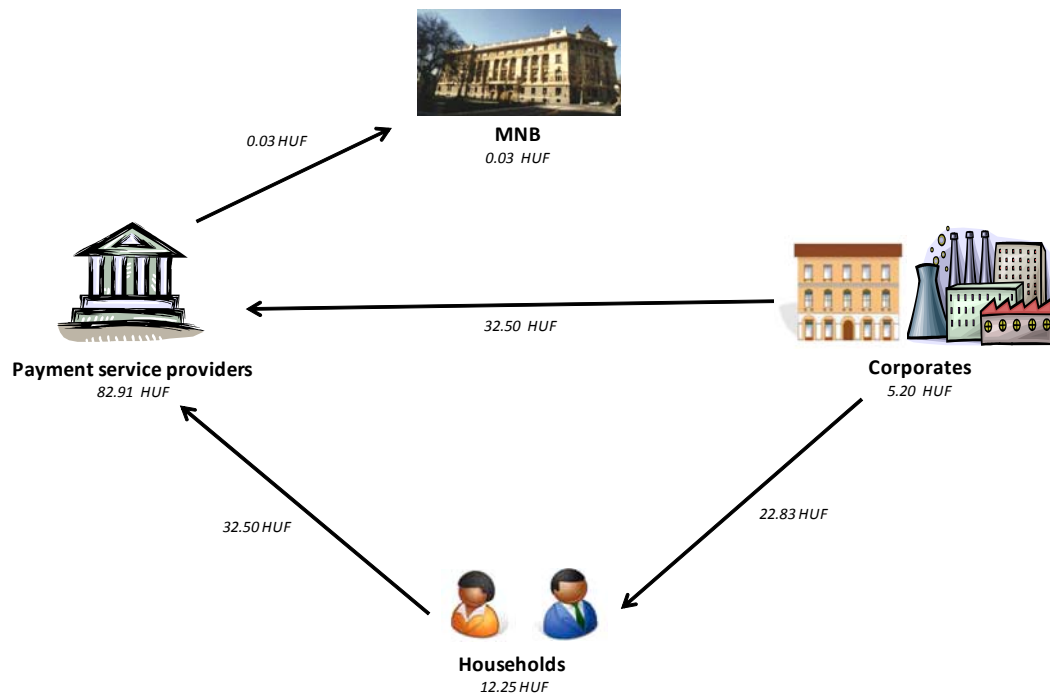 MNB
0.03 HUF
0.03 HUF
32.50 HUF
Payment service providers
82.91 HUF
Corporates
5.20 HUF
32.50 HUF
22.83 HUF
Households
12.25 HUF